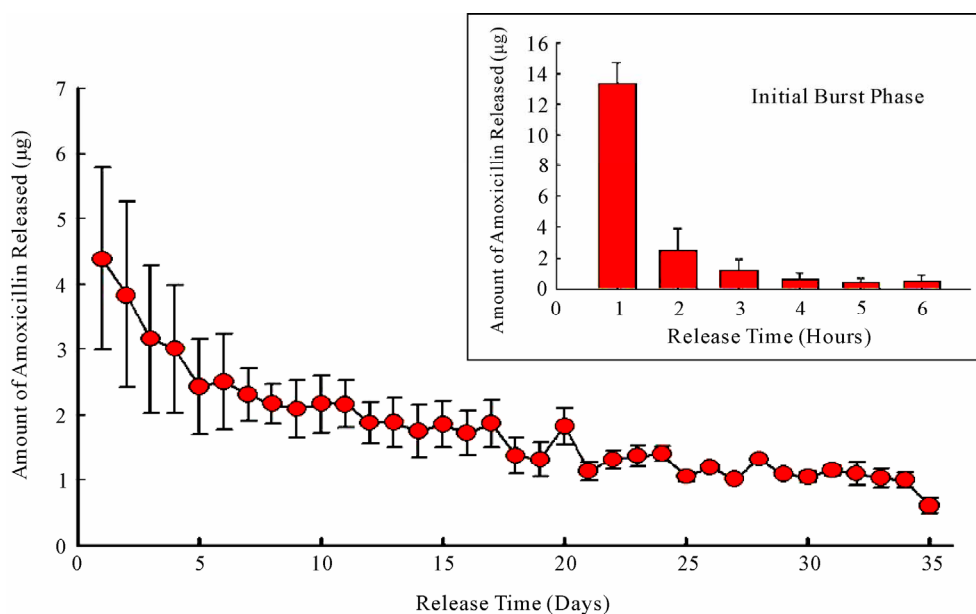 16
14
12
10
8
6
4
2
0
Amount of Amoxicillin Released (µg)
Initial Burst Phase
0 1 2 3 4 5 6
Release Time (Hours)
7
6
5
4
3
2
1
0
Amount of Amoxicillin Released (µg)
0 5 10 15 20 25 30 35
Release Time (Days)